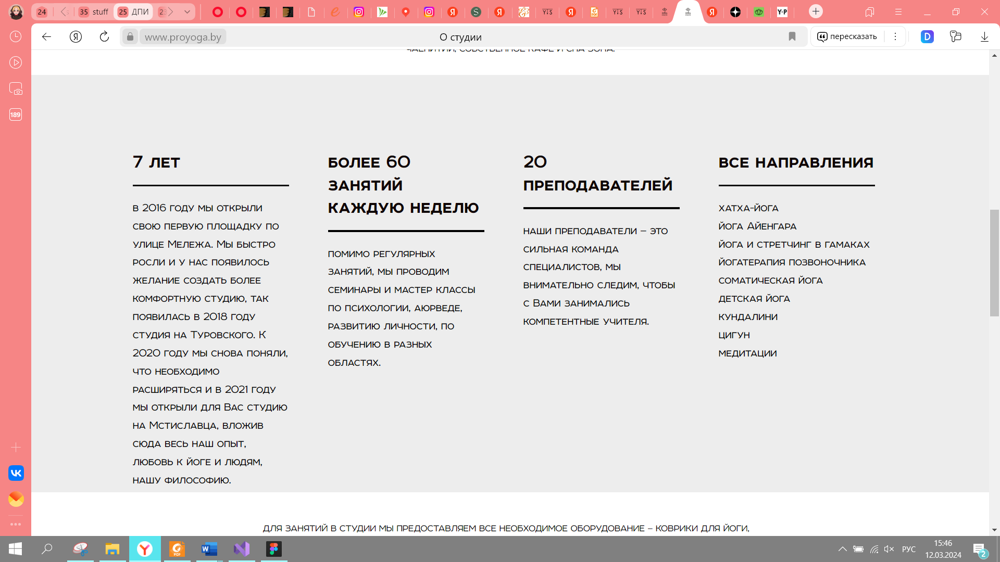 24
35 stuff
25 ДПИ
www.proyoga.by
О студии
пересказать
189
чаепитий, собственное кафе и спа зона.
7 лет
в 2016 году мы открыли
свою первую площадку по
улице Мележа. Мы быстро
росли и у нас появилось
желание создать более
комфортную студию, так
появилась в 2018 году
студия на Туровского. К
2020 году мы снова поняли,
что необходимо
расширяться и в 2021 году
мы открыли для Вас студию
на Мстиславца, вложив
сюда весь наш опыт,
любовь к йоге и людям,
нашу философию.
более 60
занятий
каждую неделю
помимо регулярных
занятий, мы проводим
семинары и мастер классы
по психологии, аюрведе,
развитию личности, по
обучению в разных
областях.
20
преподавателей
наши преподаватели – это
сильная команда
специалистов, мы
внимательно следим, чтобы
с Вами занимались
компетентные учителя.
все направления
хатха-йога
йога Айенгара
йога и стретчинг в гамаках
йогатерапия позвоночника
соматическая йога
детская йога
кундалини
цигун
медитации
для занятий в студии мы предоставляем все необходимое оборудование – коврики для йоги,
РУС
15:46
12.03.2024
2